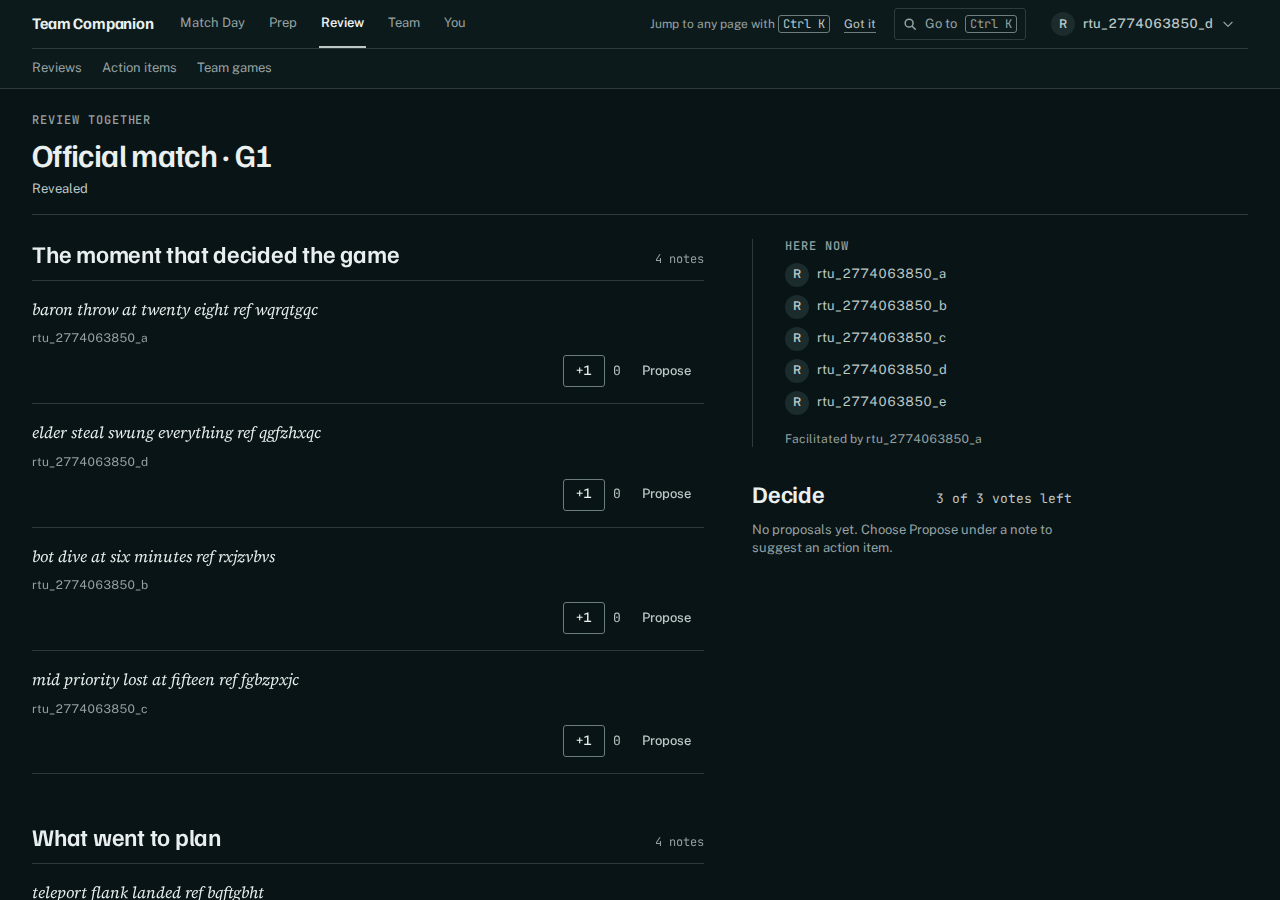 Team Companion Match Day Prep Review Team You Jump to any page with Ctrl K Got it Go to Ctrl K R rtu_2774063850_d
Reviews Action items Team games
REVIEW TOGETHER
Official match · G1
Revealed
The moment that decided the game 4 notes
baron throw at twenty eight ref wqrqtgqc
rtu_2774063850_a
+1 0 Propose
elder steal swung everything ref qgfzhxqc
rtu_2774063850_d
+1 0 Propose
bot dive at six minutes ref rxjzvbvs
rtu_2774063850_b
+1 0 Propose
mid priority lost at fifteen ref fgbzpxjc
rtu_2774063850_c
+1 0 Propose
What went to plan 4 notes
teleport flank landed ref bqftgbht
HERE NOW
R rtu_2774063850_a
R rtu_2774063850_b
R rtu_2774063850_c
R rtu_2774063850_d
R rtu_2774063850_e
Facilitated by rtu_2774063850_a
Decide 3 of 3 votes left
No proposals yet. Choose Propose under a note to
suggest an action item.